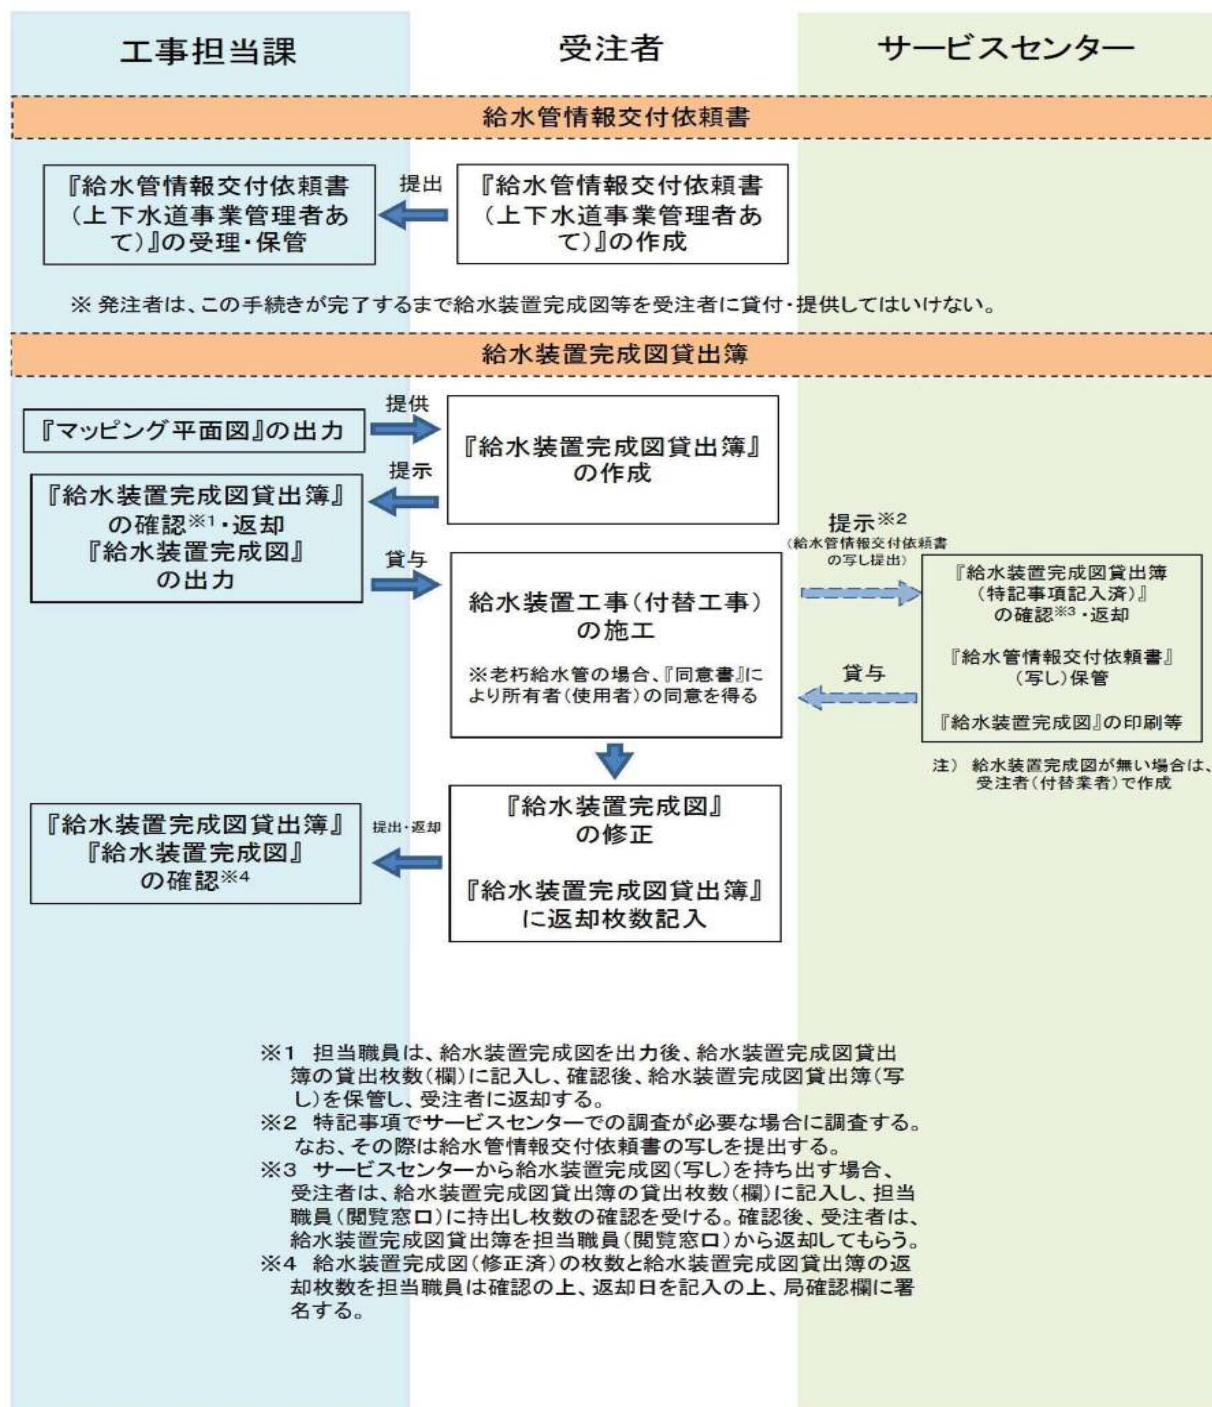 工事担当課
受注者
サービスセンター
給水管情報交付依頼書
『給水管情報交付依頼書
(上下水道事業管理者あ
て)』の受理・保管
提出
『給水管情報交付依頼書
(上下水道事業管理者あ
て)』の作成
※ 発注者は、この手続きが完了するまで給水装置完成図等を受注者に貸付・提供してはいけない。
給水装置完成図貸出簿
『マッピング平面図』の出力
提供
『給水装置完成図貸出簿』
の作成
提示
『給水装置完成図貸出簿』
の確認※1・返却
『給水装置完成図』
の出力
貸与
給水装置工事(付替工事)
の施工
※老朽給水管の場合、『同意書』に
より所有者(使用者)の同意を得る
提示※2
(給水管情報交付依頼書
の写し提出)
『給水装置完成図貸出簿
(特記事項記入済)』
の確認※3・返却
『給水管情報交付依頼書』
(写し)保管
『給水装置完成図』の印刷等
貸与
注) 給水装置完成図が無い場合は、
受注者(付替業者)で作成
『給水装置完成図』
の修正
『給水装置完成図貸出簿』
に返却枚数記入
提出・返却
『給水装置完成図貸出簿』
『給水装置完成図』
の確認※4
※1 担当職員は、給水装置完成図を出力後、給水装置完成図貸出
簿の貸出枚数(欄)に記入し、確認後、給水装置完成図貸出簿(写
し)を保管し、受注者に返却する。
※2 特記事項でサービスセンターでの調査が必要な場合に調査する。
なお、その際は給水管情報交付依頼書の写しを提出する。
※3 サービスセンターから給水装置完成図(写し)を持ち出す場合、
受注者は、給水装置完成図貸出簿の貸出枚数(欄)に記入し、担当
職員(閲覧窓口)に持出し枚数の確認を受ける。確認後、受注者は、
給水装置完成図貸出簿を担当職員(閲覧窓口)から返却してもらう。
※4 給水装置完成図(修正済)の枚数と給水装置完成図貸出簿の返
却枚数を担当職員は確認の上、返却日を記入の上、局確認欄に署
名する。